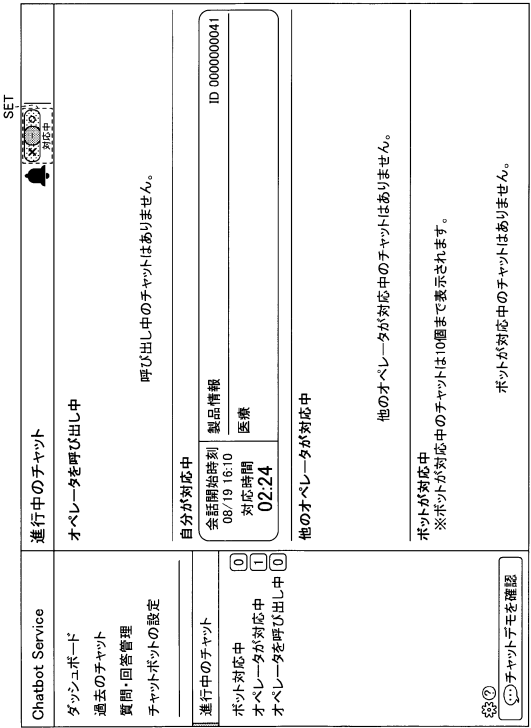 SET
Chatbot Service
ダッシュボード
過去のチャット
質問・回答管理
チャットボットの設定
進行中のチャット
ボット対応中 0
オペレータが対応中 1
オペレータを呼び出し中 0
チャットデモを確認
進行中のチャット
対応中
オペレータを呼び出し中
呼び出し中のチャットはありません。
自分が対応中
会話開始時刻
08/19 16:10
対応時間
02:24
製品情報
ID 0000000041
医療
他のオペレータが対応中
他のオペレータが対応中のチャットはありません。
ボットが対応中
※ボットが対応中のチャットは10個まで表示されます。
ボットが対応中のチャットはありません。